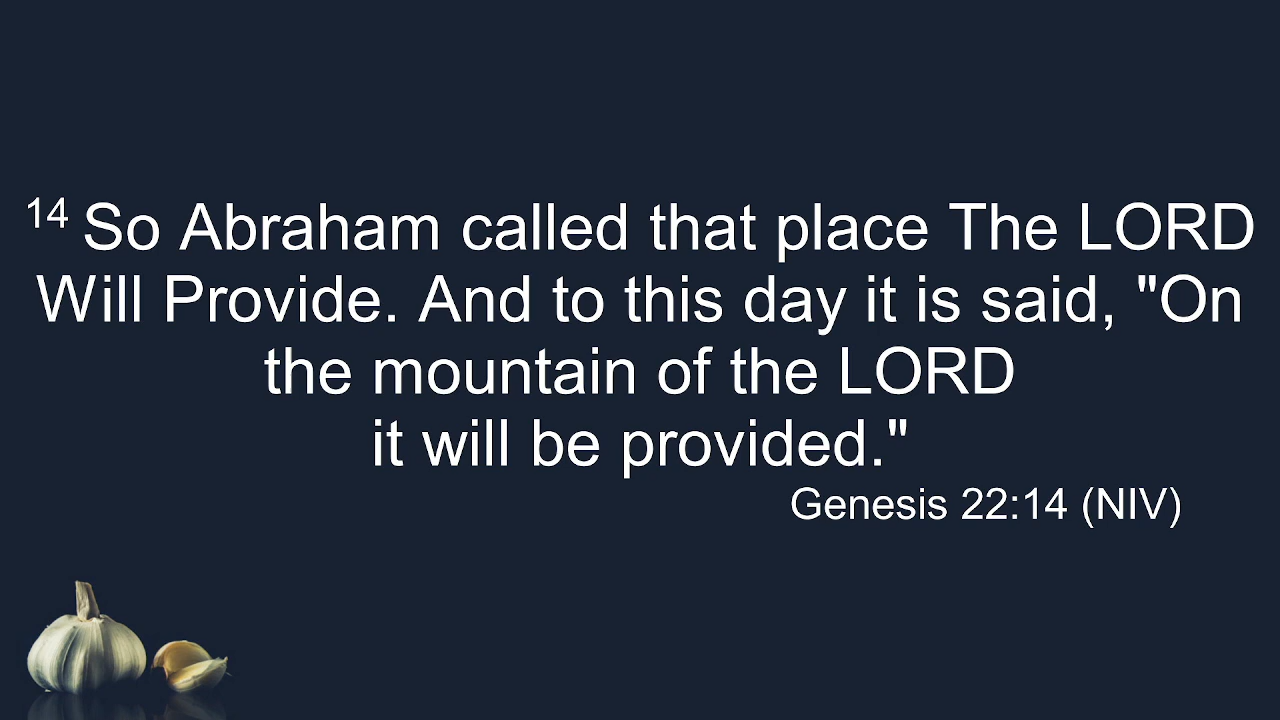 14 So Abraham called that place The LORD
Will Provide. And to this day it is said, "On
the mountain of the LORD
it will be provided."
Genesis 22:14 (NIV)